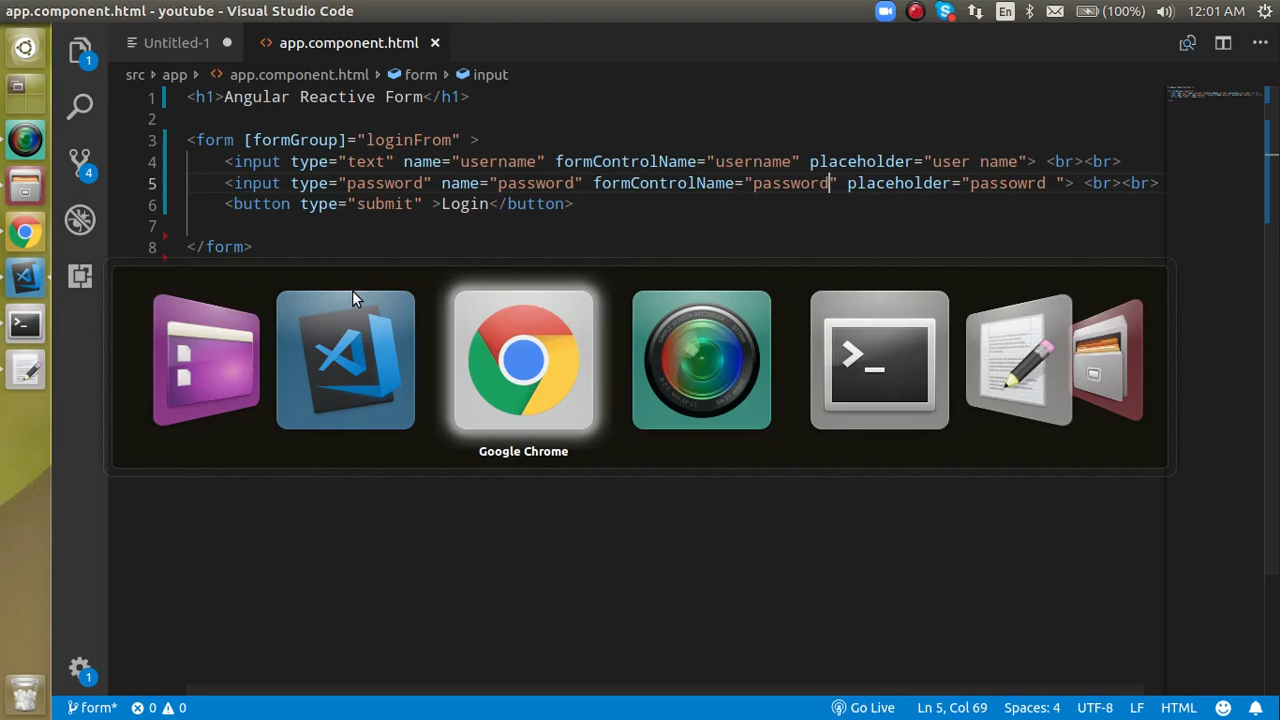 app.component.html - youtube - Visual Studio Code
En
(100%)
12:01 AM
Untitled-1
<> app.component.html ×
src › app › <> app.component.html › form › input
1 <h1>Angular Reactive Form</h1>
2
3 <form [formGroup]="loginFrom" >
4 <input type="text" name="username" formControlName="username" placeholder="user name"> <br><br>
5 <input type="password" name="password" formControlName="password" placeholder="passowrd "> <br><br>
6 <button type="submit" >Login</button>
7
8 </form>
1
4
Google Chrome
1
form*
0
0
Go Live
Ln 5, Col 69
Spaces: 4
UTF-8
LF
HTML